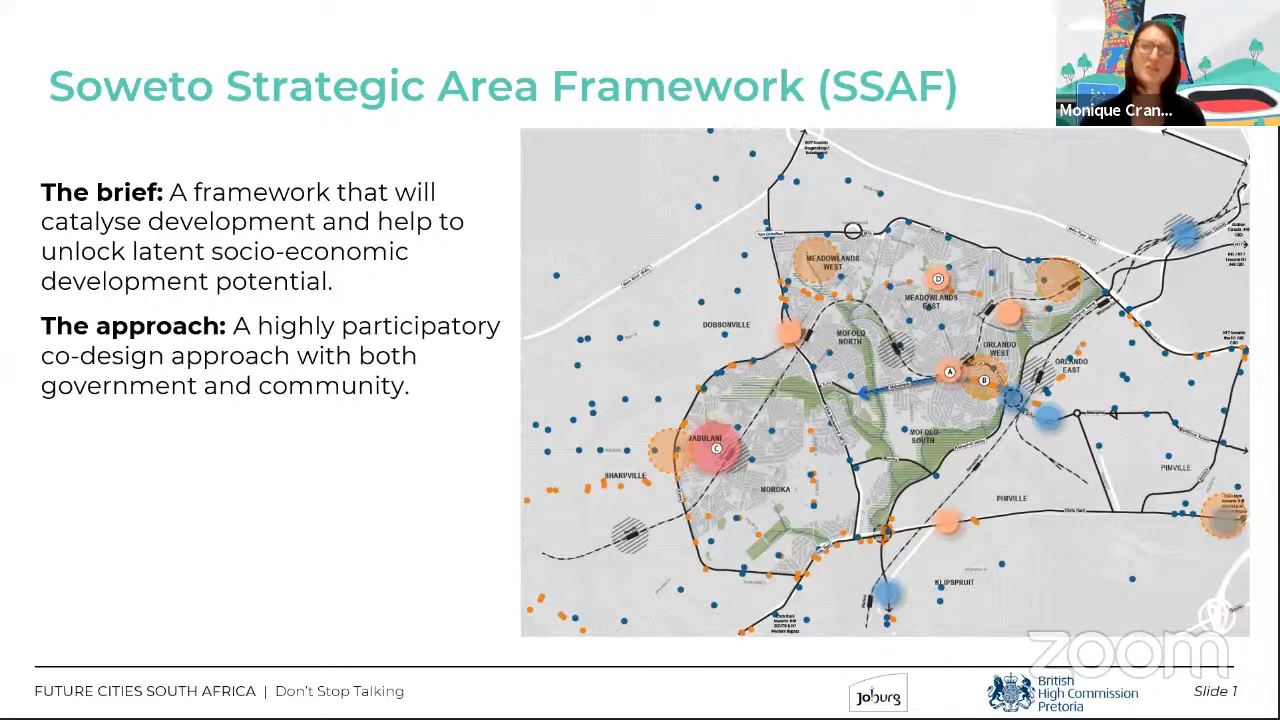 Soweto Strategic Area Framework (SSAF)
Monique Cran...
The brief: A framework that will
catalyse development and help to
unlock latent socio-economic
development potential.
The approach: A highly participatory
co-design approach with both
government and community.
MEADOWLANDS
WEST
D
MEADOWLANDS
EAST
DOBSONVILLE
MOFOLO
NORTH
ORLANDO
WEST
ORLANDO
EAST
A
B
JABULANI
C
MOFOLO
SOUTH
SHARPVILLE
MOROKA
PIMVILLE
PIMVILLE
KLIPSPRUIT
zoom
FUTURE CITIES SOUTH AFRICA | Don't Stop Talking
Joburg
British
High Commission
Pretoria
Slide 1